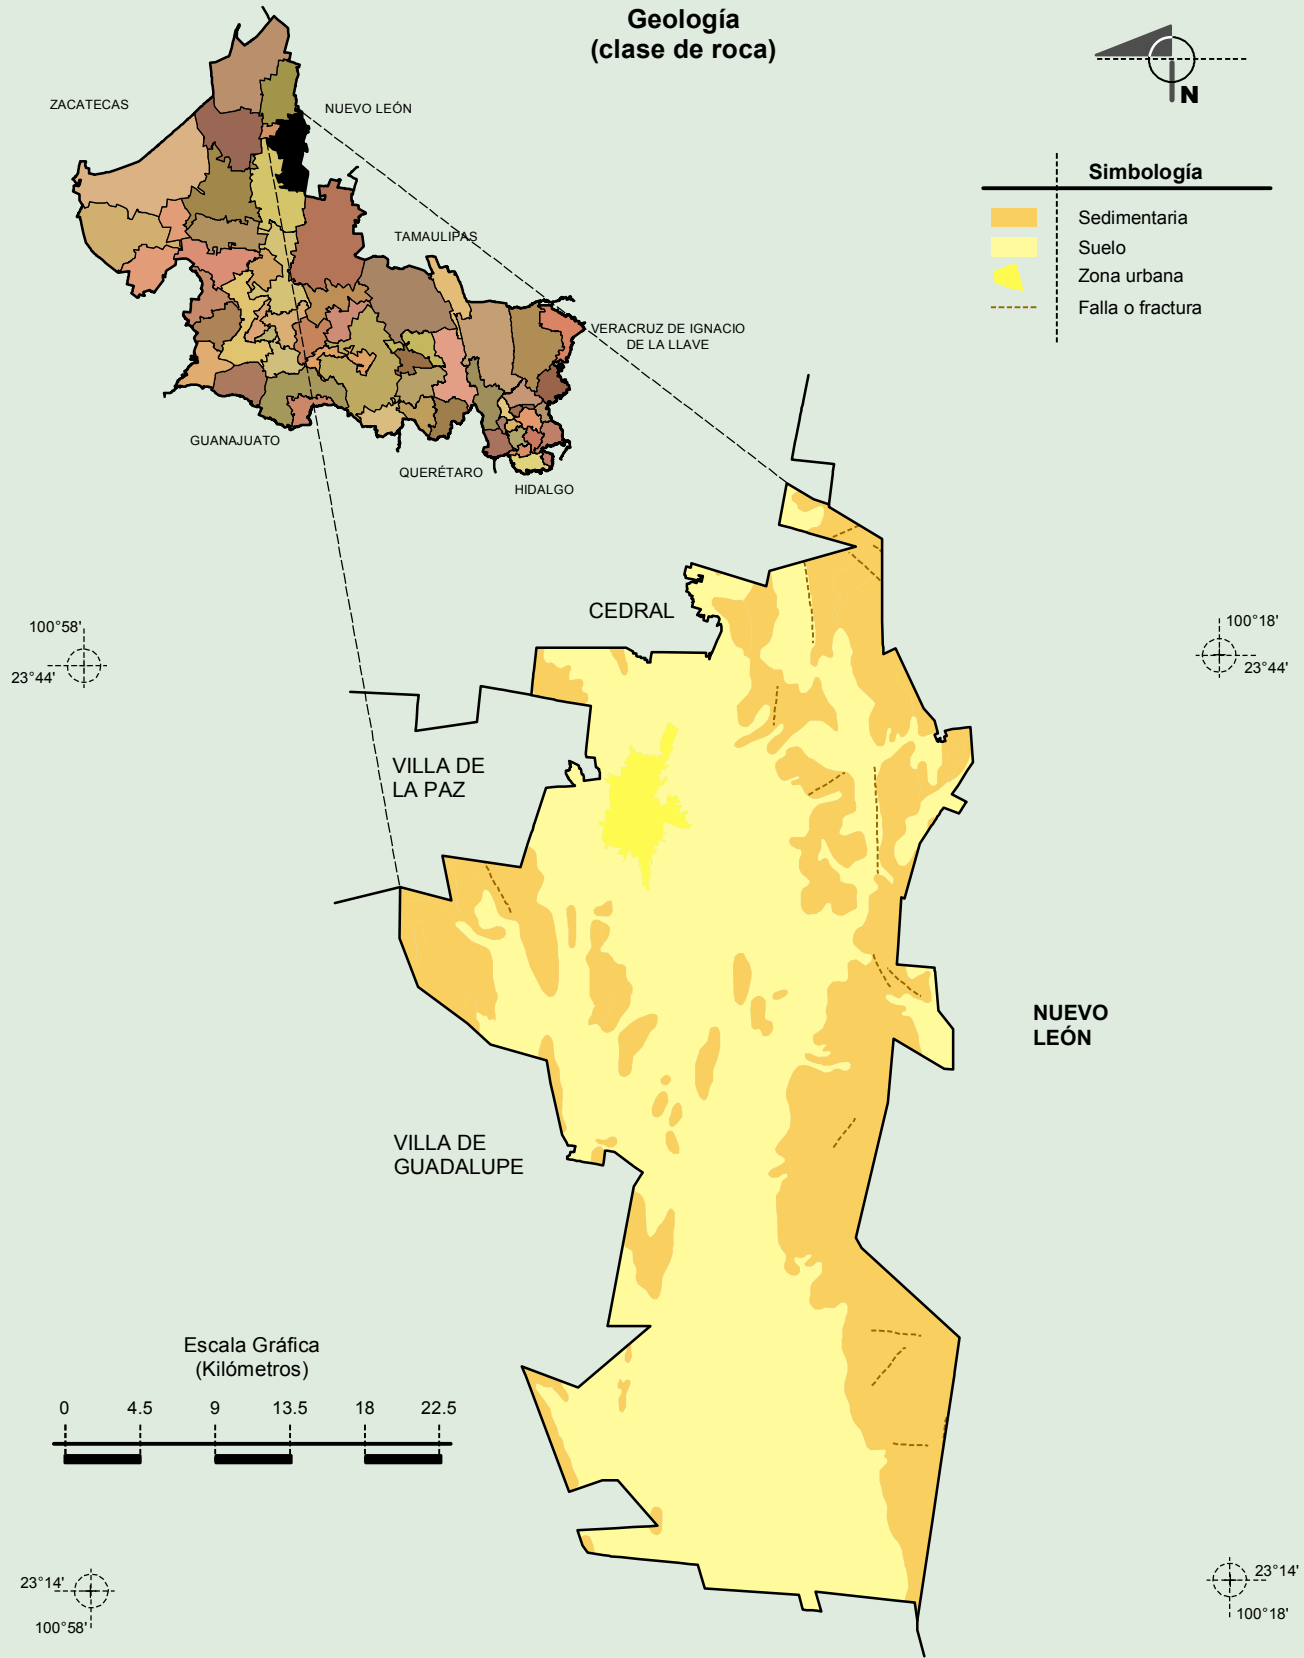 Geología
(clase de roca)
N
ZACATECAS
NUEVO LEÓN
TAMAULIPAS
VERACRUZ DE IGNACIO
DE LA LLAVE
GUANAJUATO
QUERÉTARO
HIDALGO
Simbología
Sedimentaria
Suelo
Zona urbana
Falla o fractura
100°58'
23°44'
100°18'
23°44'
CEDRAL
VILLA DE
LA PAZ
NUEVO
LEÓN
VILLA DE
GUADALUPE
Escala Gráfica
(Kilómetros)
0 4.5 9 13.5 18 22.5
23°14'
100°58'
23°14'
100°18'